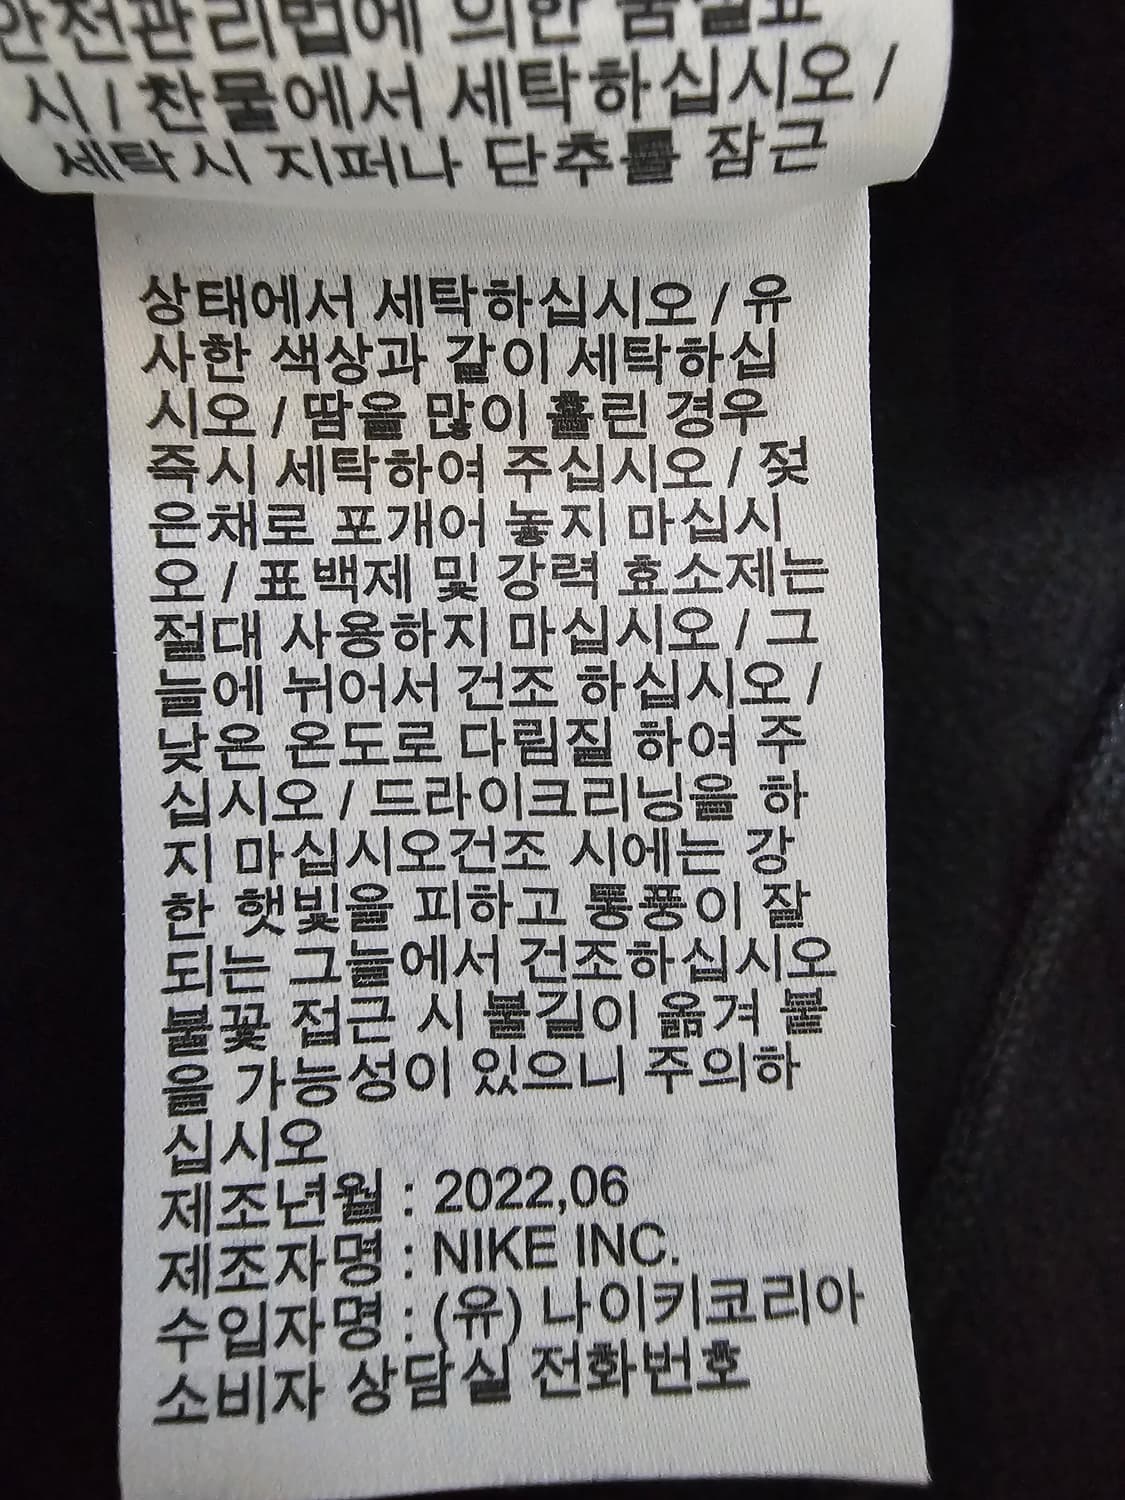 안전관리법에 의한 품질표
시 / 찬물에서 세탁하십시오 /
세탁시 지퍼나 단추를 잠근
상태에서 세탁하십시오 / 유
사한 색상과 같이 세탁하십
시오 / 땀을 많이 흘린 경우
즉시 세탁하여 주십시오 / 젖
은채로 포개어 놓지 마십시
오 / 표백제 및 강력 효소제는
절대 사용하지 마십시오 / 그
늘에 뉘어서 건조 하십시오 /
낮은 온도로 다림질 하여 주
십시오 / 드라이크리닝을 하
지 마십시오건조 시에는 강
한 햇빛을 피하고 통풍이 잘
되는 그늘에서 건조하십시오
불꽃 접근 시 불길이 옮겨 붙
을 가능성이 있으니 주의하
십시오
제조년월 : 2022,06
제조자명 : NIKE INC.
수입자명 : (유) 나이키코리아
소비자 상담실 전화번호